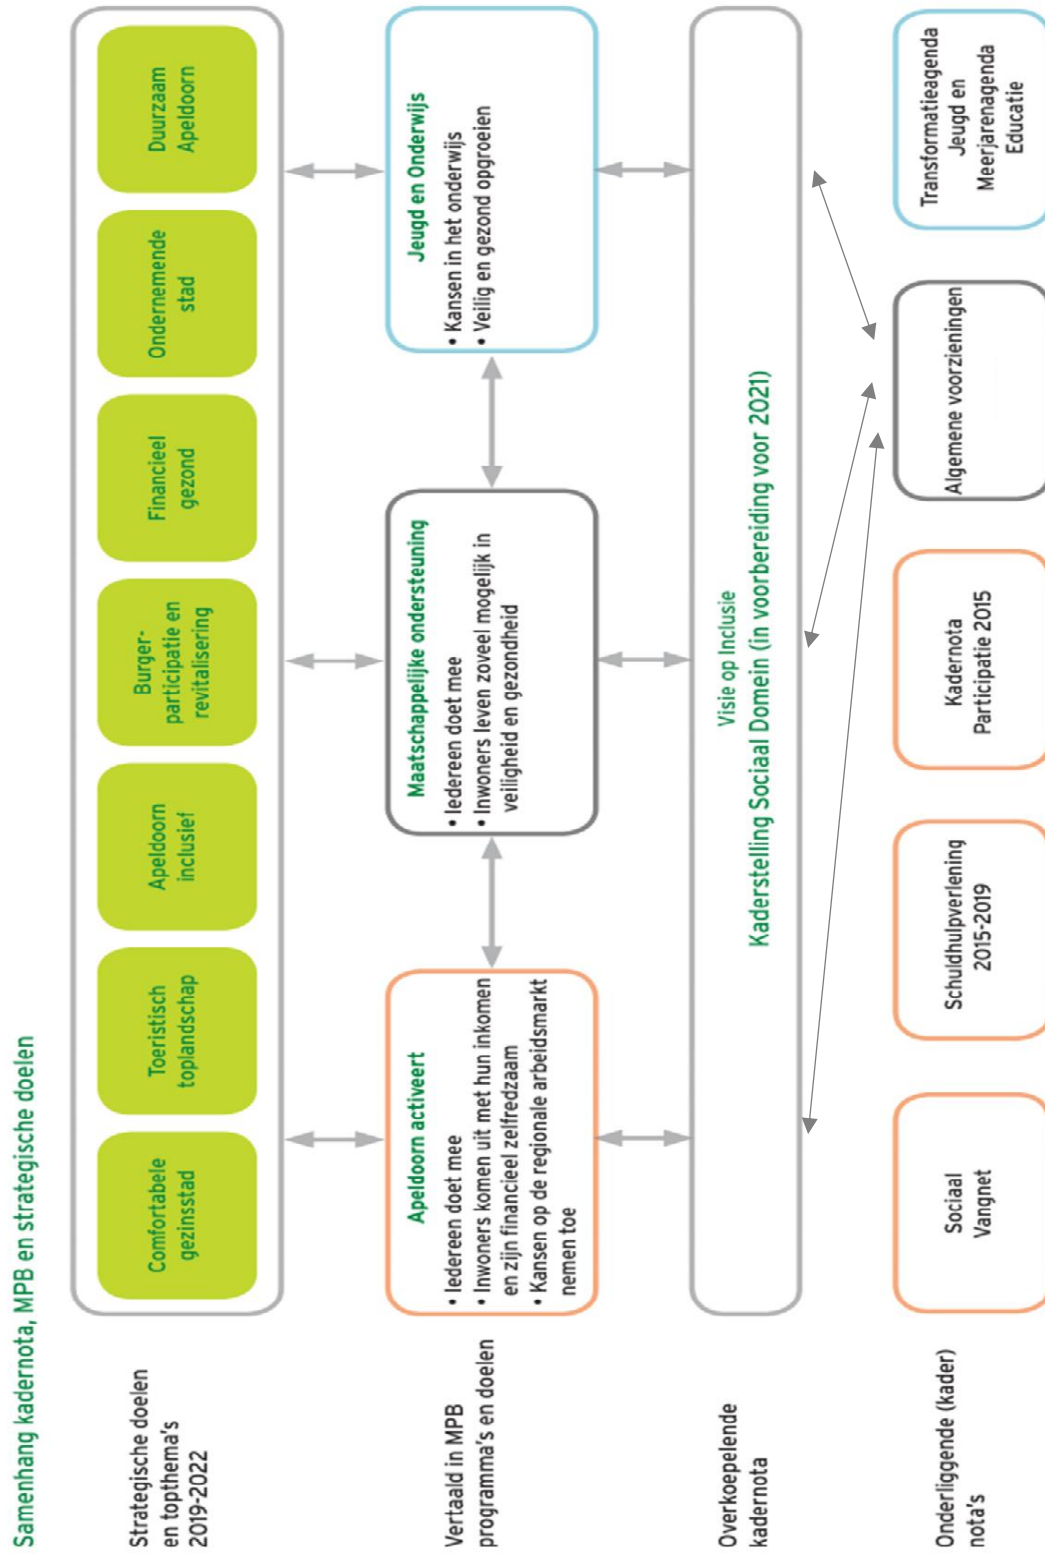 Samenhang kadernota, MPB en strategische doelen
Strategische doelen
en topthema's
2019-2022
Comfortabele
gezinsstad
Toeristisch
toplandschap
Apeldoorn
inclusief
Burger-
participatie en
revitalisering
Financieel
gezond
Ondernemende
stad
Duurzaam
Apeldoorn
Vertaald in MPB
programma's en doelen
Apeldoorn activeert
• Iedereen doet mee
• Inwoners komen uit met hun inkomen
en zijn financieel zelfredzaam
• Kansen op de regionale arbeidsmarkt
nemen toe
Maatschappelijke ondersteuning
• Iedereen doet mee
• Inwoners leven zoveel mogelijk in
veiligheid en gezondheid
Jeugd en Onderwijs
• Kansen in het onderwijs
• Veilig en gezond opgroeien
Overkoepelende
kadernota
Visie op Inclusie
Kaderstelling Sociaal Domein (in voorbereiding voor 2021)
Onderliggende (kader)
nota's
Sociaal
Vangnet
Schuldhulpverlening
2015-2019
Kadernota
Participatie 2015
Algemene voorzieningen
Transformatieagenda
Jeugd en
Meerjarenagenda
Educatie